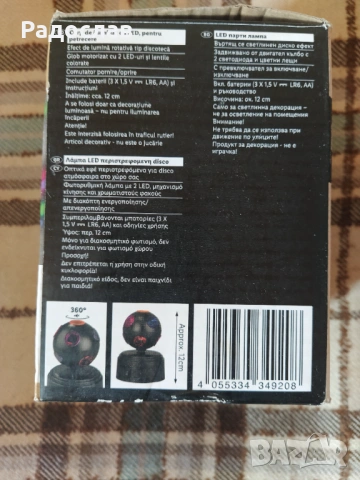 Радослав
pentru
petrecere
Efect de lumină rotativă tip discotecă
Glob motorizat cu 2 LED-uri și lentile
colorate
Comutator pornire/oprire
Include baterii (3 X 1,5 V LR6, AA) și
instrucțiuni
Înălțime: cca. 12 cm
A se folosi doar ca decorațiune
luminoasă - nu pentru iluminarea
încăperii
Atenție!
Este interzisă folosirea în traficul rutier!
Articol decorativ - nu este o jucărie
GR
CY
Λάμπα LED περιστρεφόμενη disco
Οπτικό εφέ περιστρεφόμενο για disco
ατμόσφαιρα στο χώρο σας
Φωτορυθμική λάμπα με 2 LED, μηχανισμό
κίνησης και χρωματιστούς φακούς
Με διακόπτη ενεργοποίησης/
απενεργοποίησης
Συμπεριλαμβάνονται μπαταρίες (3 X
1,5 V LR6, AA) και οδηγίες χρήσης
Ύψος: περ. 12 cm
Μόνο για διακοσμητικό φωτισμό, δεν
ενδείκνυται για φωτισμό χώρου
Προσοχή!
Δεν επιτρέπεται η χρήση στην οδική
κυκλοφορία!
Διακοσμητικό είδος, δεν είναι παιχνίδι
για παιδιά!
BG
LED парти лампа
Въртящ се светлинен диско ефект
Задвижвано от двигател кълбо с
2 светодиода и цветни лещи
С превключвател за включване/
изключване
Вкл. батерии (3 X 1,5 V LR6, AA)
и ръководство
Височина: ок. 12 cm
Само за светлинна декорация -
не за осветление на помещения
Внимание!
Не трябва да се използва при
движение по улиците!
Продукт за декорация - не е
играчка!
360°
Approx. 12cm
4 055334 349208
BAZAR